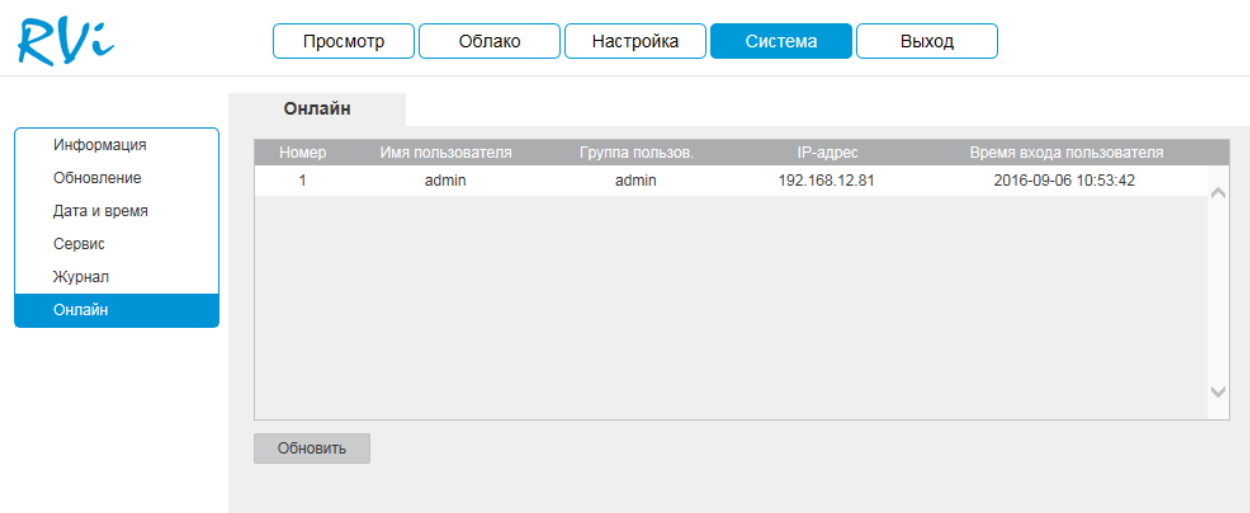 RVi
Просмотр Облако Настройка Система Выход
Онлайн
Информация
Обновление
Дата и время
Сервис
Журнал
Онлайн
Номер Имя пользователя Группа пользов. IP-адрес Время входа пользователя
1 admin admin 192.168.12.81 2016-09-06 10:53:42
Обновить